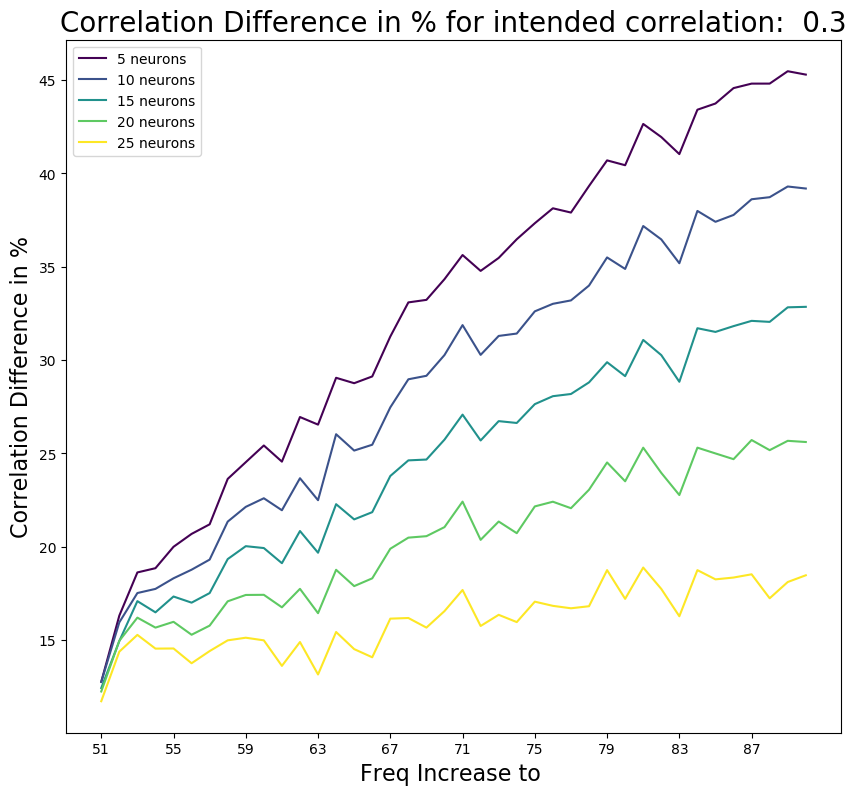 Correlation Difference in % for intended correlation:  0.3
5 neurons
10 neurons
15 neurons
20 neurons
25 neurons
45
40
35
30
25
20
15
Correlation Difference in %
51 55 59 63 67 71 75 79 83 87
Freq Increase to